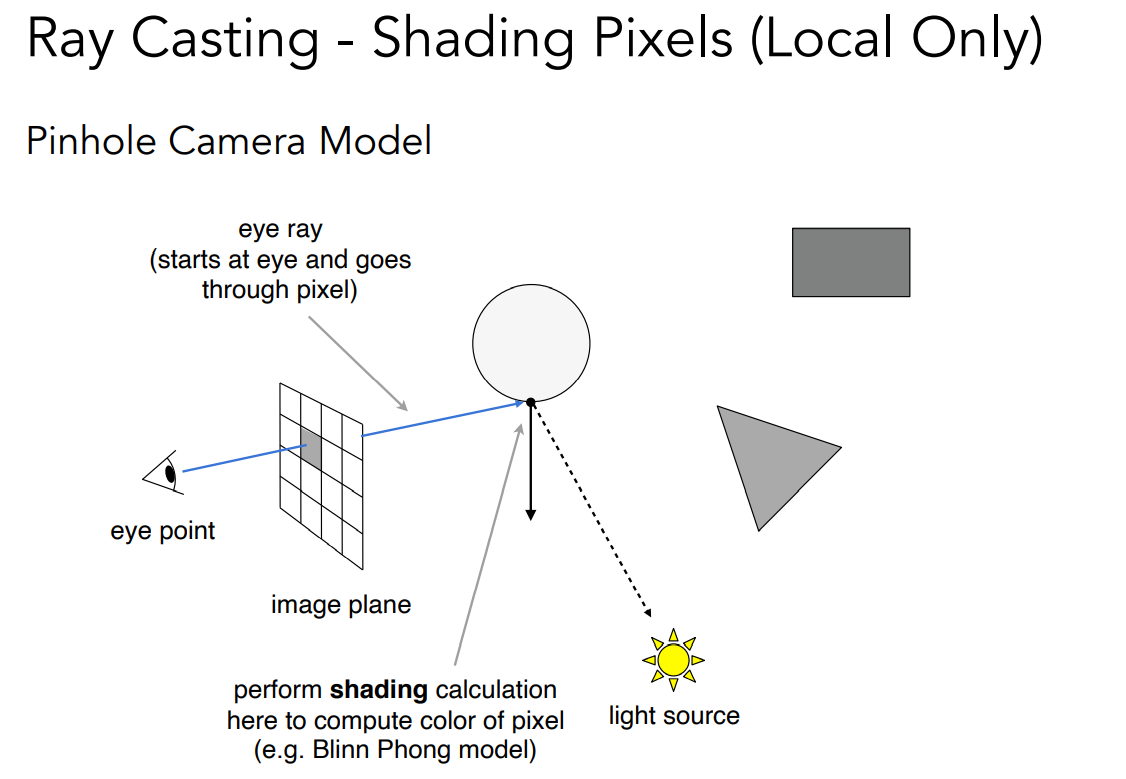 Ray Casting - Shading Pixels (Local Only)
Pinhole Camera Model
eye ray
(starts at eye and goes
through pixel)
eye point
image plane
perform shading calculation
here to compute color of pixel
(e.g. Blinn Phong model)
light source